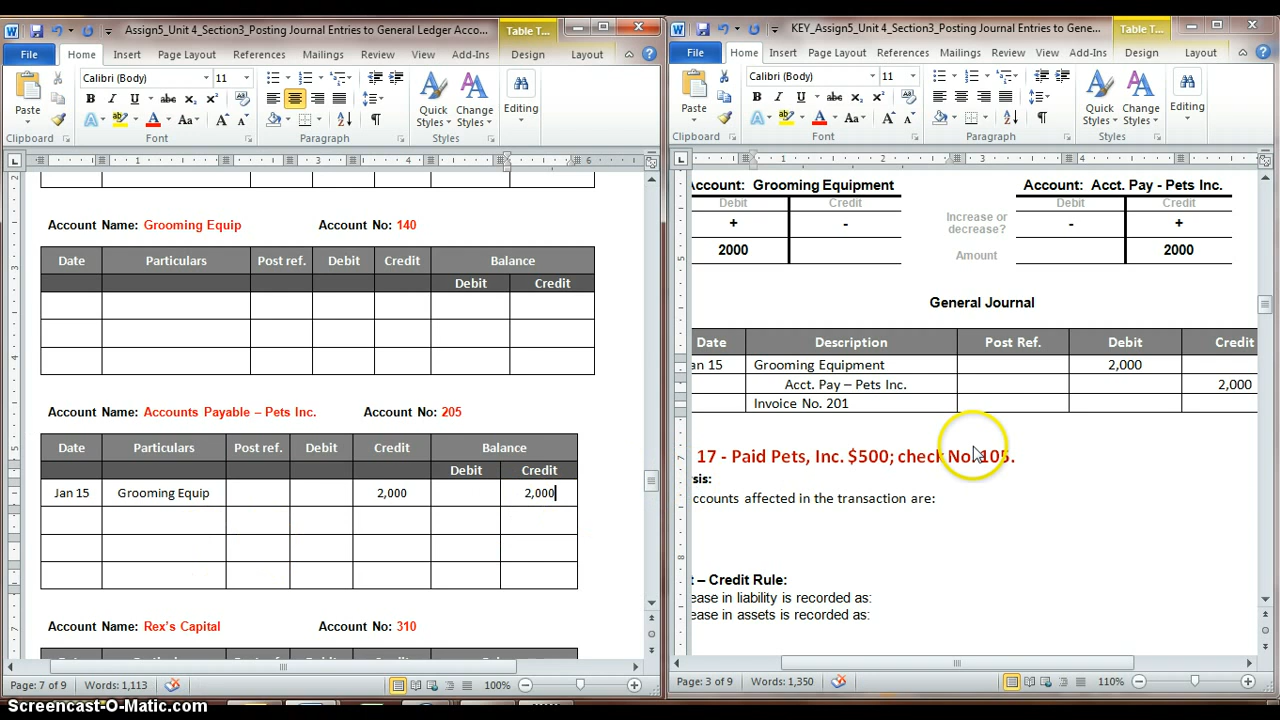 Assign5_Unit 4_Section3_Posting Journal Entries to General Ledger Acco...
Table T...
File Home Insert Page Layout References Mailings Review View Add-Ins Design Layout
Calibri (Body) 11
Paste
Quick Styles
Change Styles
Editing
Clipboard Font Paragraph Styles
Account Name: Grooming Equip Account No: 140
Date Particulars Post ref. Debit Credit Balance
Debit Credit
Account Name: Accounts Payable – Pets Inc. Account No: 205
Date Particulars Post ref. Debit Credit Balance
Debit Credit
Jan 15 Grooming Equip 2,000 2,000
Account Name: Rex's Capital Account No: 310
Page: 7 of 9 Words: 1,113 100%
Screencast-O-Matic.com
KEY_Assign5_Unit 4_Section3_Posting Journal Entries to Gene...
Table T...
File Home Insert Page Layout References Mailings Review View Add-Ins Design Layout
Calibri (Body) 11
Paste
Quick Styles
Change Styles
Editing
Clipboard Font Paragraph Styles
Account: Grooming Equipment Account: Acct. Pay - Pets Inc.
Debit Credit Debit Credit
+ - Increase or decrease? - +
2000 Amount 2000
General Journal
Date Description Post Ref. Debit Credit
an 15 Grooming Equipment 2,000
Acct. Pay – Pets Inc. 2,000
Invoice No. 201
17 - Paid Pets, Inc. $500; check No. 105.
sis:
ccounts affected in the transaction are:
t – Credit Rule:
ease in liability is recorded as:
ease in assets is recorded as:
Page: 3 of 9 Words: 1,350 110%